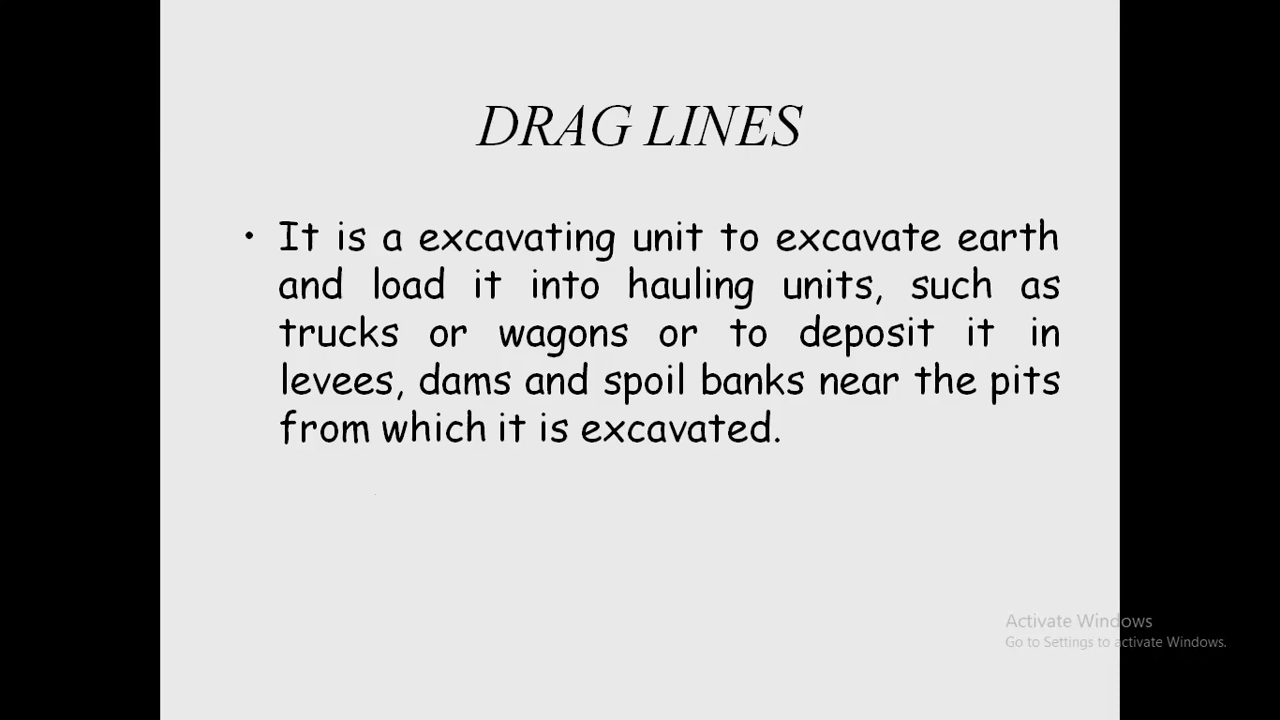 DRAG LINES
• It is a excavating unit to excavate earth
and load it into hauling units, such as
trucks or wagons or to deposit it in
levees, dams and spoil banks near the pits
from which it is excavated.
Activate Windows
Go to Settings to activate Windows.